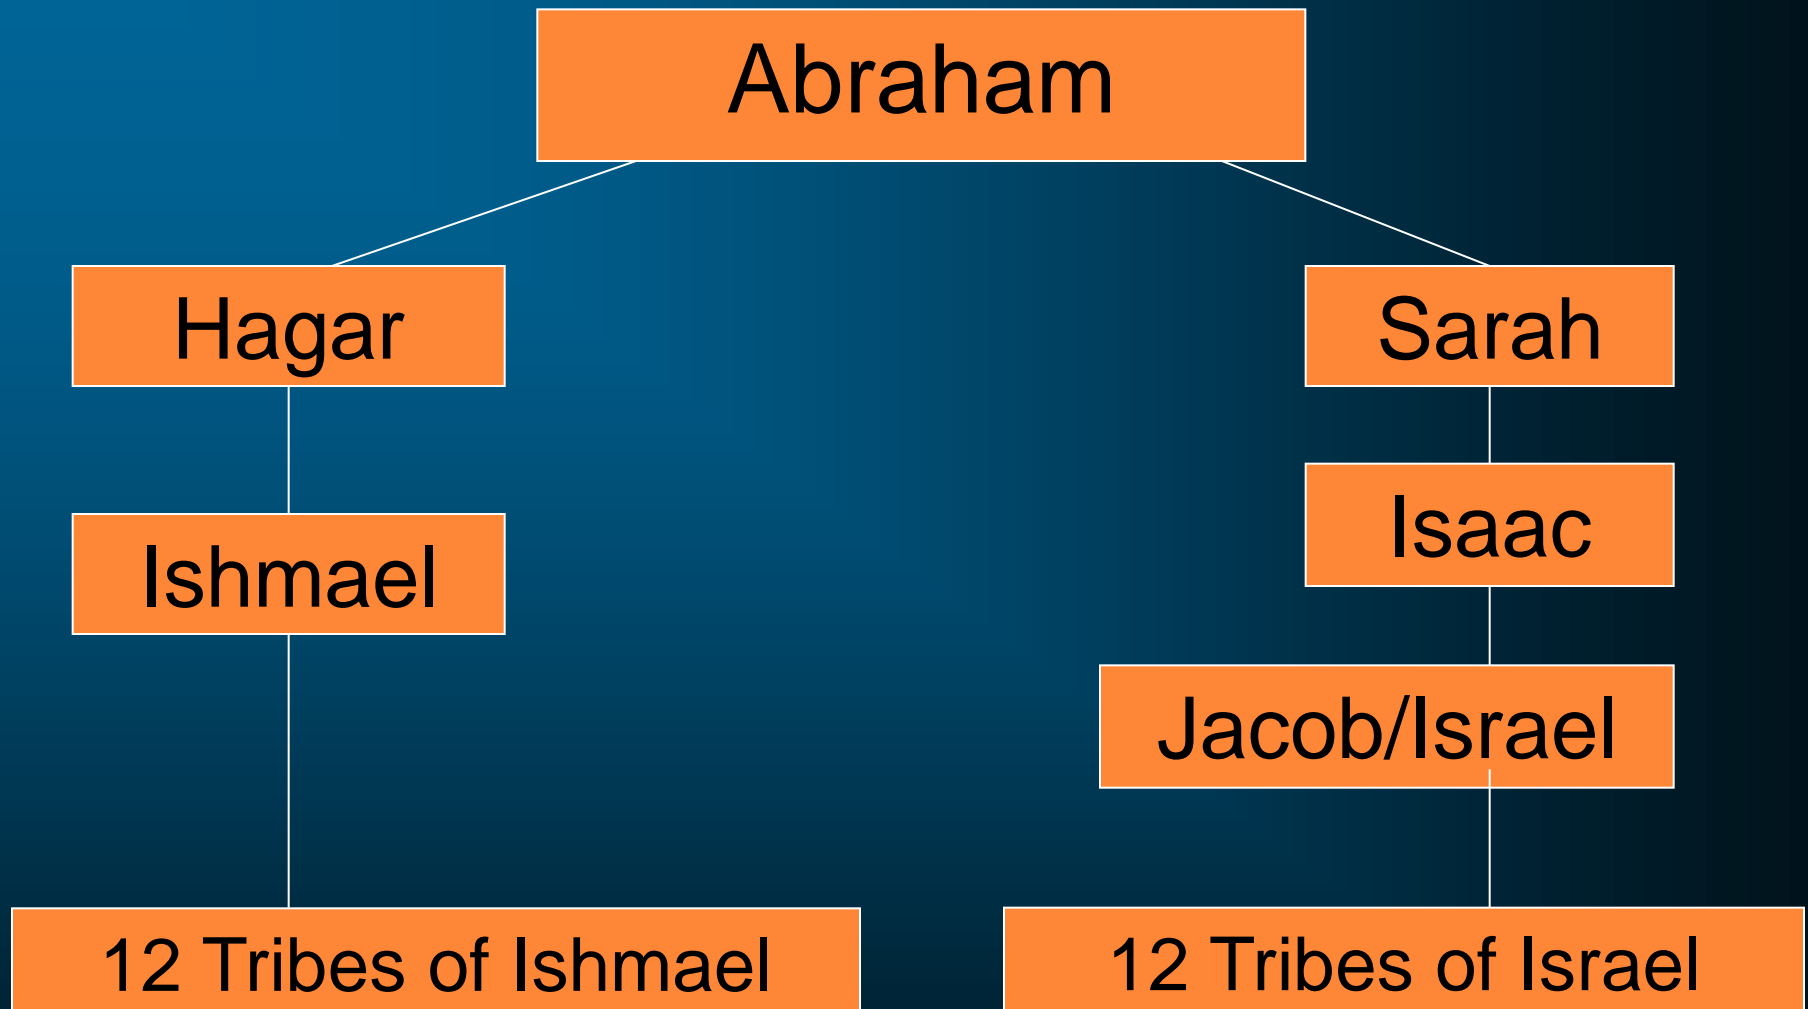 Abraham
Hagar
Sarah
Ishmael
Isaac
Jacob/Israel
12 Tribes of Ishmael
12 Tribes of Israel